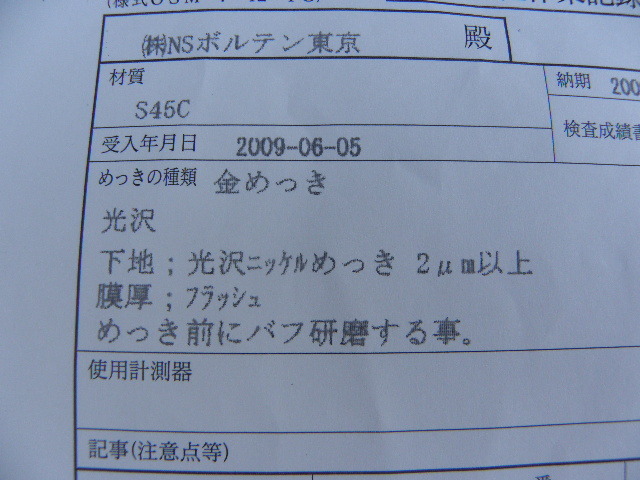 ㈱NSボルテン東京 殿
材質
S45C
納期 200
受入年月日 2009-06-05
検査成績書
めっきの種類 金めっき
光沢
下地；光沢ニッケルめっき 2μm以上
膜厚；フラッシュ
めっき前にバフ研磨する事。
使用計測器
記事(注意点等)